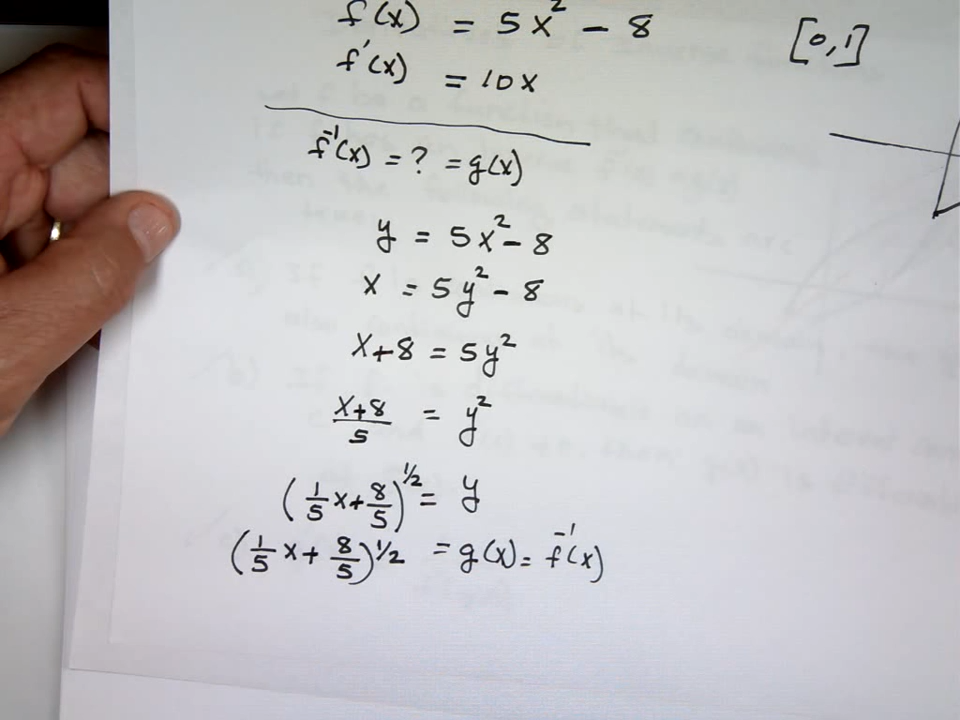 f(x) = 5x² - 8
[0,1]
f'(x) = 10x
f⁻¹(x) = ? = g(x)
y = 5x² - 8
x = 5y² - 8
x+8 = 5y²
(x+8)/5 = y²
(1/5 x + 8/5)^1/2 = y
(1/5 x + 8/5)^1/2 = g(x) = f⁻¹(x)